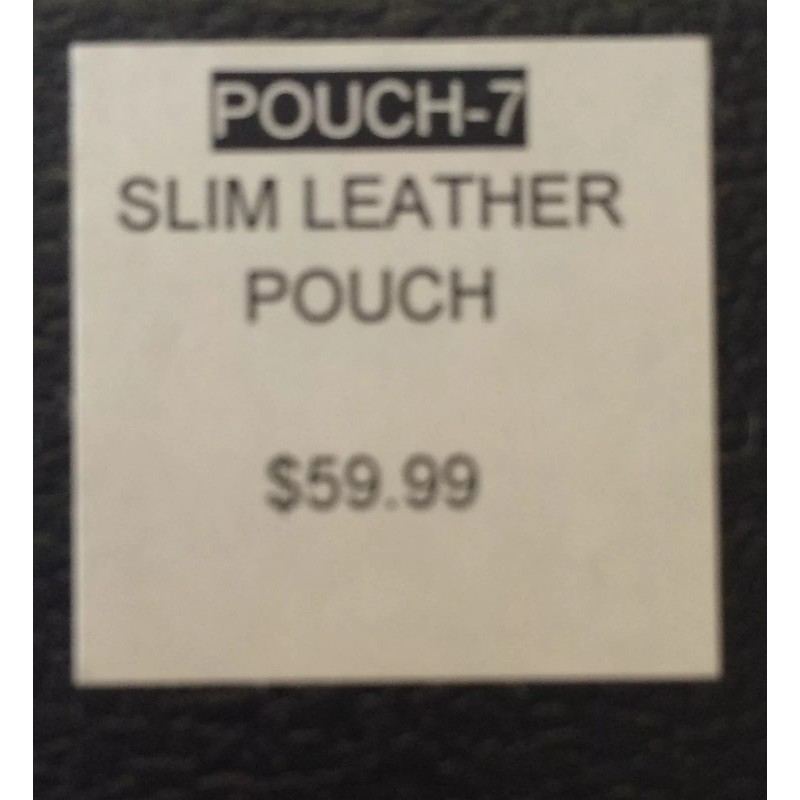 POUCH-7
SLIM LEATHER
POUCH
$59.99